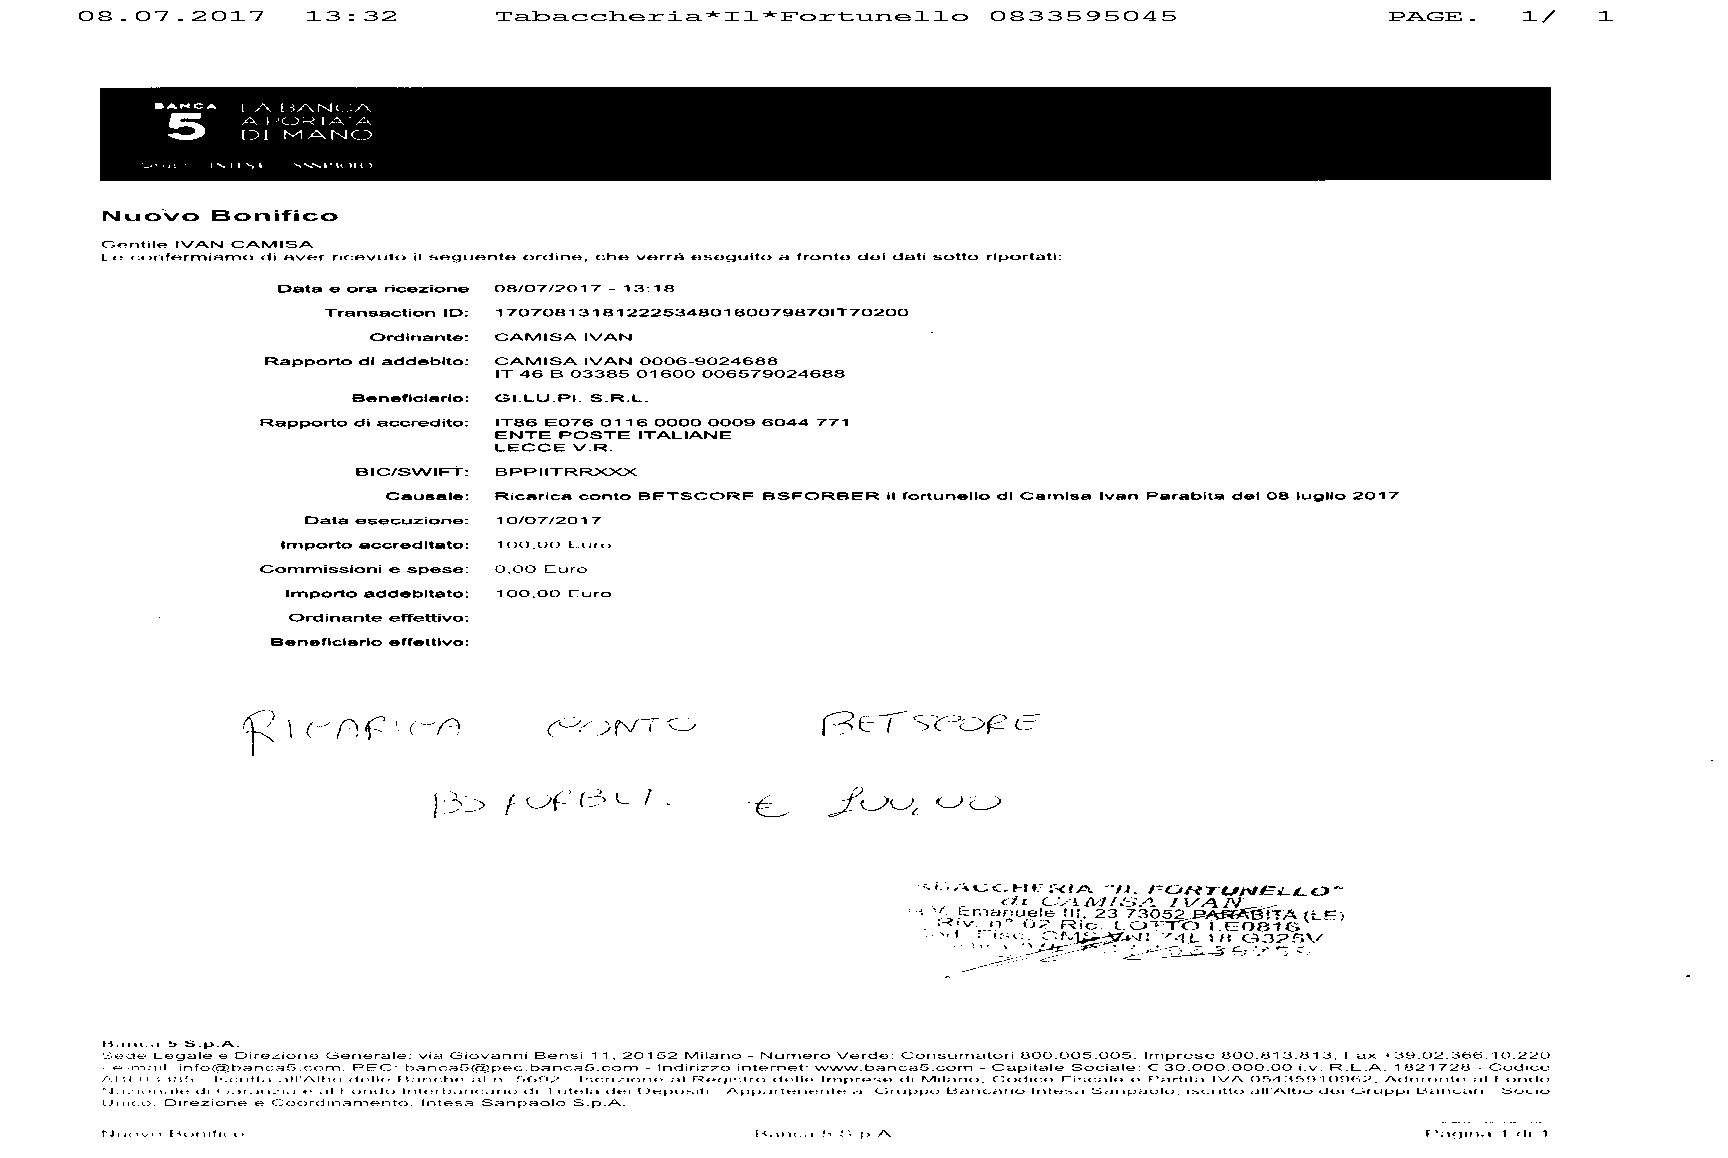 08.07.2017 13:32 Tabaccheria*Il*Fortunello 0833595045 PAGE. 1/ 1
BANCA 5 LA BANCA
A PORTATA
DI MANO
INTESA SANPAOLO
Nuovo Bonifico
Gentile IVAN CAMISA
Le confermiamo di aver ricevuto il seguente ordine, che verrà eseguito a fronte dei dati sotto riportati:
Data e ora ricezione 08/07/2017 - 13:18
Transaction ID: 1707081318122253480160079870IT70200
Ordinante: CAMISA IVAN
Rapporto di addebito: CAMISA IVAN 0006-9024688
IT 46 B 03385 01600 006579024688
Beneficiario: GI.LU.PI. S.R.L.
Rapporto di accredito: IT86 E076 0116 0000 0009 6044 771
ENTE POSTE ITALIANE
LECCE V.R.
BIC/SWIFT: BPPIITRRXXX
Causale: Ricarica conto BETSCORE BSFORBER il fortunello di Camisa Ivan Parabita del 08 luglio 2017
Data esecuzione: 10/07/2017
Importo accreditato: 100,00 Euro
Commissioni e spese: 0,00 Euro
Importo addebitato: 100,00 Euro
Ordinante effettivo:
Beneficiario effettivo:
RICARICA CONTO BETSCORE
€ 100,00
TABACCHERIA "IL FORTUNELLO"
di CAMISA IVAN
V. Emanuele III, 23 73052 PARABITA (LE)
Riv. n° 02 Ric. LOTTO LE0816
Cod. Fisc. CMS VNI 74L 18 G325V
Banca 5 S.p.A.
Sede Legale e Direzione Generale: via Giovanni Bensi 11, 20152 Milano - Numero Verde: Consumatori 800.005.005, Imprese 800.813.813, Fax +39.02.366.10.220
- e-mail: info@banca5.com, PEC: banca5@pec.banca5.com - Indirizzo internet: www.banca5.com - Capitale Sociale: € 30.000.000,00 i.v. R.E.A. 1821728 - Codice
Iscritta all'Albo delle Banche al n. 5692 - Iscrizione al Registro delle Imprese di Milano, Codice Fiscale e Partita IVA 05435910962, Aderente al Fondo
Nazionale di Garanzia e al Fondo Interbancario di Tutela dei Depositi - Appartenente al Gruppo Bancario Intesa Sanpaolo, iscritto all'Albo dei Gruppi Bancari - Socio
Unico, Direzione e Coordinamento, Intesa Sanpaolo S.p.A.
Nuovo Bonifico Banca 5 S.p.A. Pagina 1 di 1